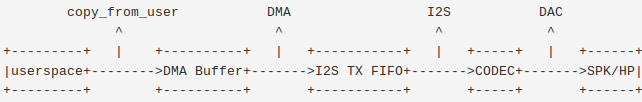 copy_from_user DMA I2S DAC
^ ^ ^ ^
+---------+ | +----------+ | +-----------+ | +-----+ | +------+
|userspace+-------->DMA Buffer+------->I2S TX FIFO+------->CODEC+------->SPK/HP|
+---------+ +----------+ +-----------+ +-----+ +------+